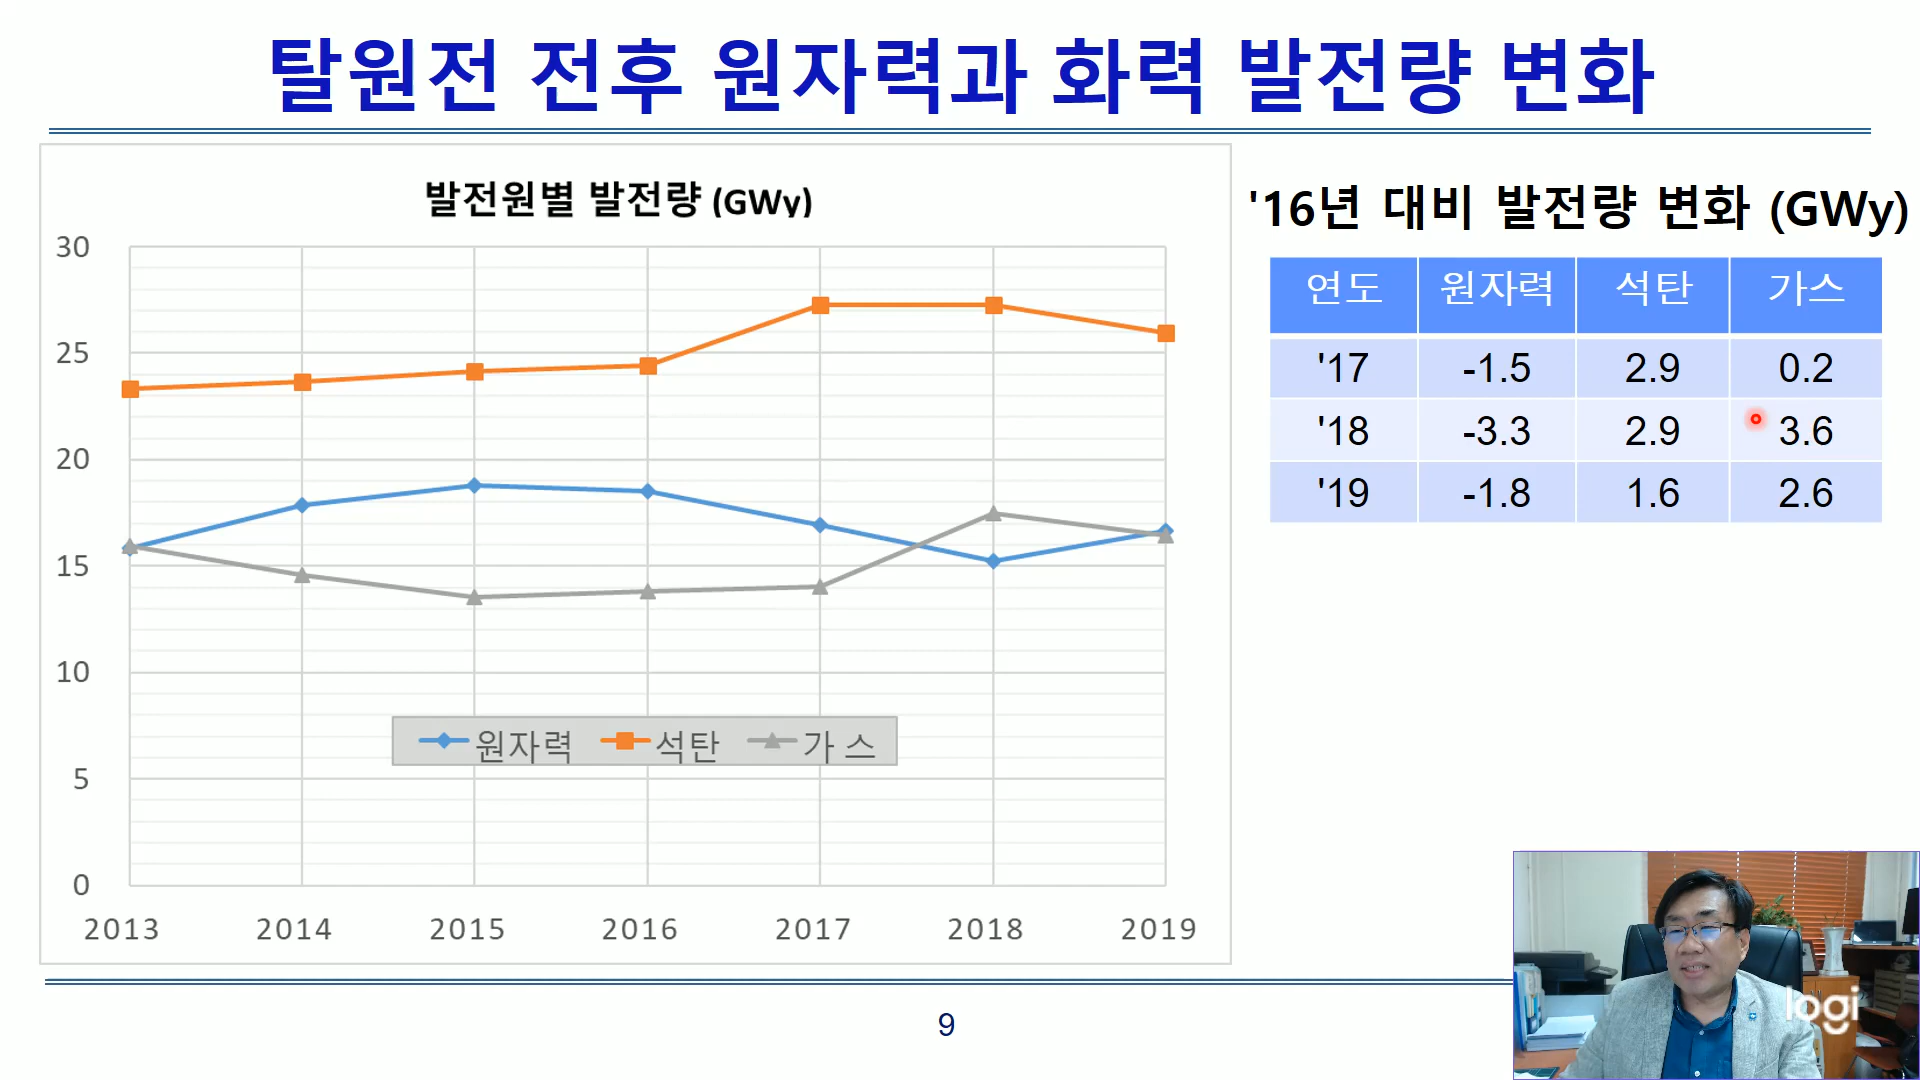 탈원전 전후 원자력과 화력 발전량 변화
발전원별 발전량 (GWy)
30
25
20
15
10
5
0
2013 2014 2015 2016 2017 2018 2019
원자력 석탄 가 스
'16년 대비 발전량 변화 (GWy)
연도 원자력 석탄 가스
'17 -1.5 2.9 0.2
'18 -3.3 2.9 3.6
'19 -1.8 1.6 2.6
9
logi